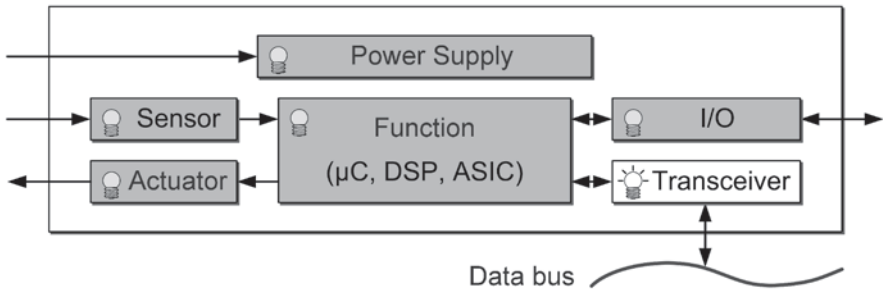 Power Supply
Sensor
Function
I/O
Actuator
(µC, DSP, ASIC)
Transceiver
Data bus